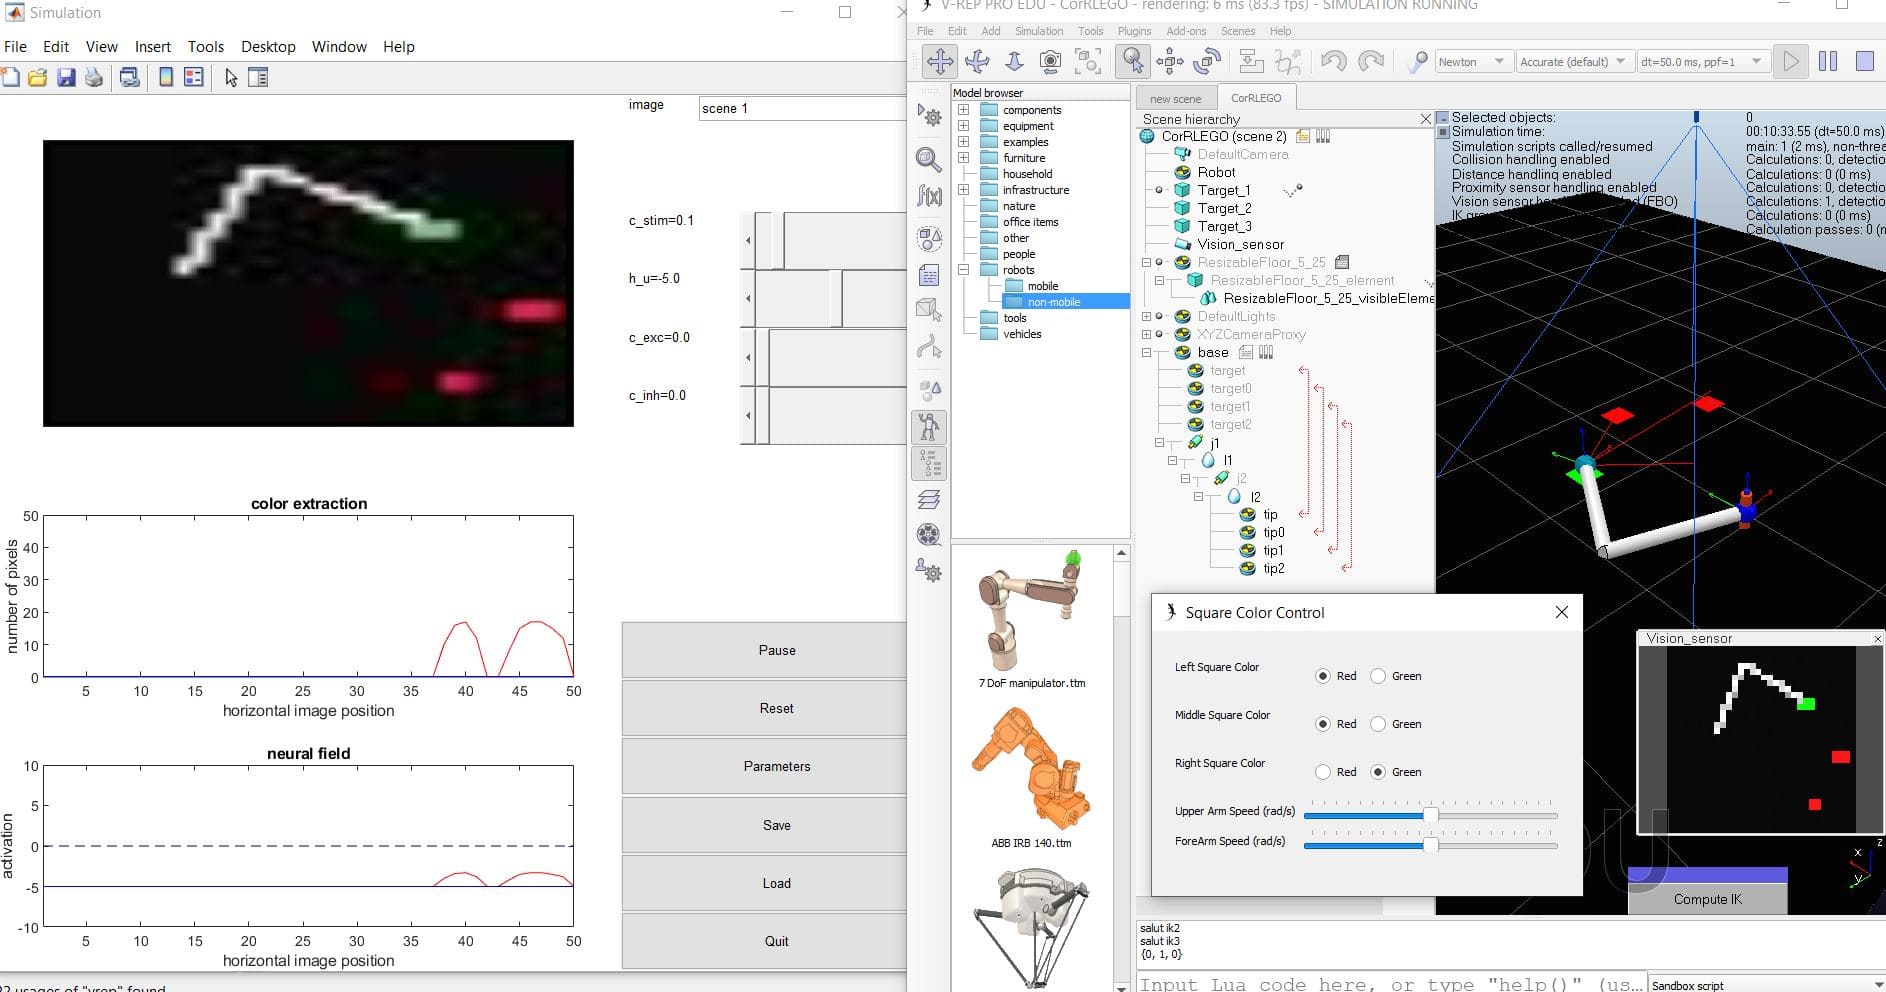 Simulation
File Edit View Insert Tools Desktop Window Help
image
scene 1
c_stim=0.1
h_u=-5.0
c_exc=0.0
c_inh=0.0
color extraction
number of pixels
50
40
30
20
10
0
5 10 15 20 25 30 35 40 45 50
horizontal image position
neural field
activation
10
5
0
-5
-10
5 10 15 20 25 30 35 40 45 50
horizontal image position
Pause
Reset
Parameters
Save
Load
Quit
usages of "vrep" found
V-REP PRO EDU - CorRLEGO - rendering: 6 ms (83.3 fps) - SIMULATION RUNNING
File Edit Add Simulation Tools Plugins Add-ons Scenes Help
Newton Accurate (default) dt=50.0 ms, ppf=1
f(x)
Model browser
components
equipment
examples
furniture
household
infrastructure
nature
office items
other
people
robots
mobile
non-mobile
tools
vehicles
7 DoF manipulator.ttm
ABB IRB 140.ttm
new scene CorRLEGO
Scene hierarchy
CorRLEGO (scene 2)
DefaultCamera
Robot
Target_1
Target_2
Target_3
Vision_sensor
ResizableFloor_5_25
ResizableFloor_5_25_element
ResizableFloor_5_25_visibleEleme
DefaultLights
XYZCameraProxy
base
target
target0
target1
target2
j1
l1
j2
l2
tip
tip0
tip1
tip2
Selected objects: 0
Simulation time: 00:10:33.55 (dt=50.0 ms)
Simulation scripts called/resumed main: 1 (2 ms), non-threa
Collision handling enabled Calculations: 0, detectio
Distance handling enabled Calculations: 0 (0 ms)
Proximity sensor handling enabled Calculations: 0, detectio
Vision sensor (FBO) Calculations: 1, detectio
IK Calculations: 0 (0 ms)
Calculation passes: 0 (n
Square Color Control
Left Square Color Red Green
Middle Square Color Red Green
Right Square Color Red Green
Upper Arm Speed (rad/s)
ForeArm Speed (rad/s)
Vision_sensor
x
y
z
Compute IK
salut ik2
salut ik3
{0, 1, 0}
Input Lua code here, or type "help()" (us...
Sandbox script